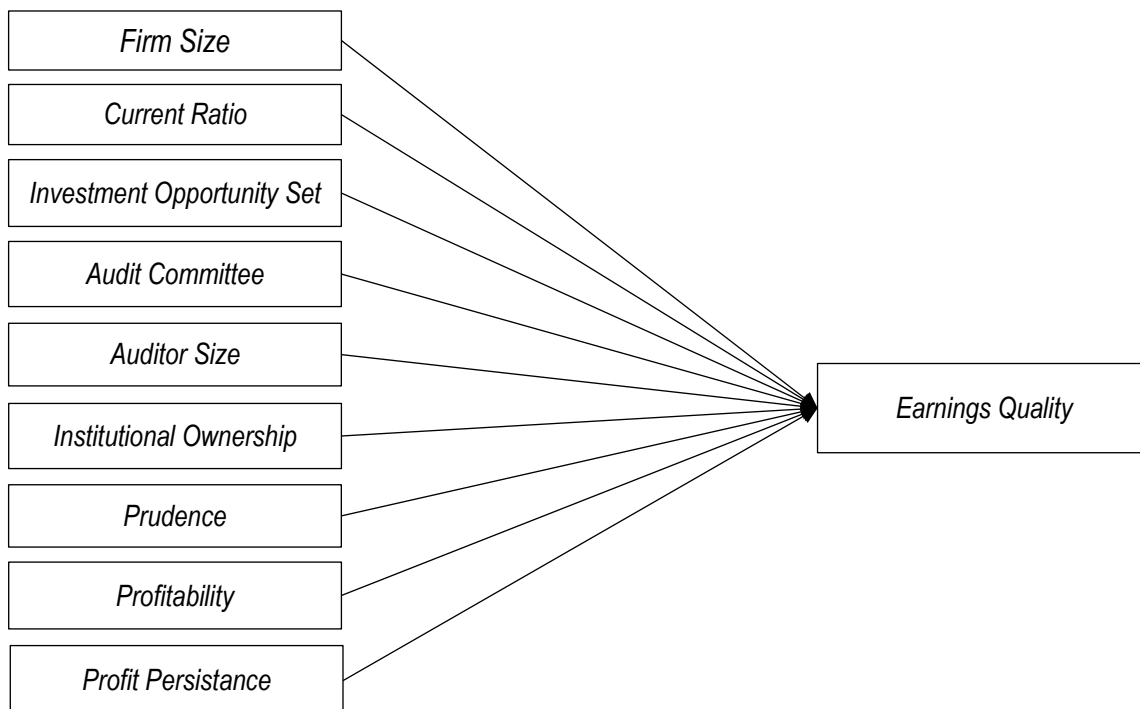 Firm Size
Current Ratio
Investment Opportunity Set
Audit Committee
Auditor Size
Institutional Ownership
Prudence
Profitability
Profit Persistance
Earnings Quality